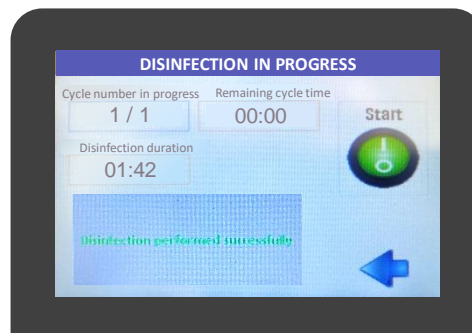 DISINFECTION IN PROGRESS
Cycle number in progress Remaining cycle time
1 / 1 00:00
Start
Disinfection duration
01:42
Disinfection performed successfully